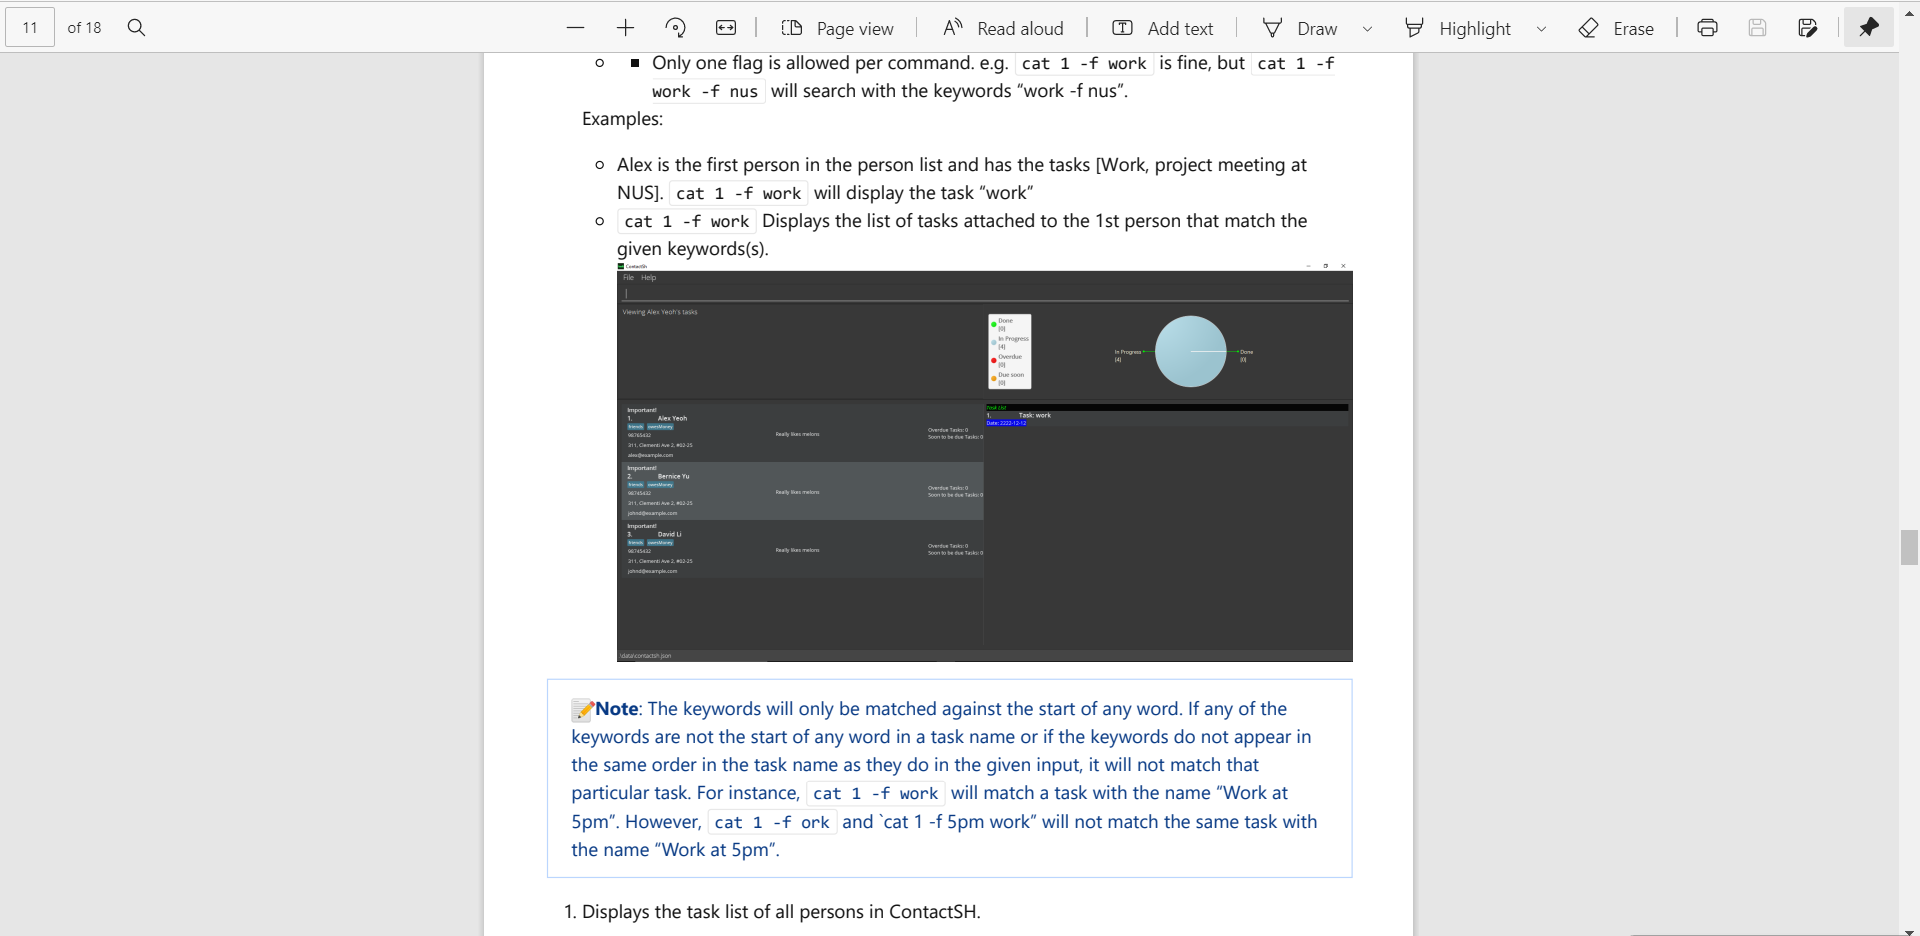 11 of 18 Page view Read aloud Add text Draw Highlight Erase
Only one flag is allowed per command. e.g. cat 1 -f work is fine, but cat 1 -f
work -f nus will search with the keywords “work -f nus”.
Examples:
Alex is the first person in the person list and has the tasks [Work, project meeting at
NUS]. cat 1 -f work will display the task “work”
cat 1 -f work Displays the list of tasks attached to the 1st person that match the
given keywords(s).
ContactSh
File Help
Viewing Alex Yeoh's tasks
Done
[0]
In Progress
[4]
Overdue
[0]
Due soon
[0]
In Progress
[4]
Done
[0]
Important!
1. Alex Yeoh
friends owesMoney
98765432
311, Clementi Ave 2, #02-25
alex@example.com
Really likes melons
Overdue Tasks: 0
Soon to be due Tasks: 0
Important!
2. Bernice Yu
friends owesMoney
98745432
311, Clementi Ave 2, #02-25
johnd@example.com
Really likes melons
Overdue Tasks: 0
Soon to be due Tasks: 0
Important!
3. David Li
friends owesMoney
98745432
311, Clementi Ave 2, #02-25
johnd@example.com
Really likes melons
Overdue Tasks: 0
Soon to be due Tasks: 0
Task List
1. Task: work
Date: 2222-12-12
\data\contactsh.json
Note: The keywords will only be matched against the start of any word. If any of the
keywords are not the start of any word in a task name or if the keywords do not appear in
the same order in the task name as they do in the given input, it will not match that
particular task. For instance, cat 1 -f work will match a task with the name “Work at
5pm”. However, cat 1 -f ork and `cat 1 -f 5pm work” will not match the same task with
the name “Work at 5pm”.
1. Displays the task list of all persons in ContactSH.